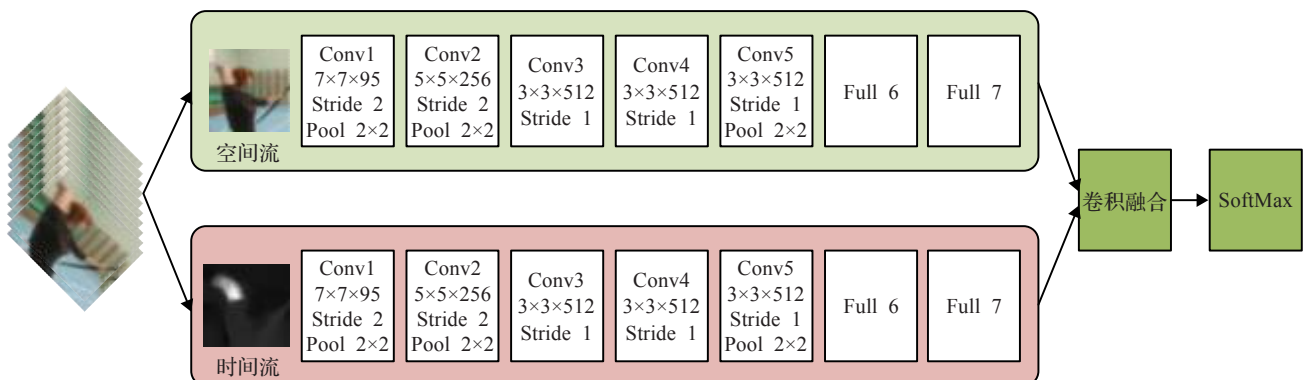 Conv1
7×7×95
Stride 2
Pool 2×2
Conv2
5×5×256
Stride 2
Pool 2×2
Conv3
3×3×512
Stride 1
Conv4
3×3×512
Stride 1
Conv5
3×3×512
Stride 1
Pool 2×2
Full 6
Full 7
空间流
卷积融合
SoftMax
Conv1
7×7×95
Stride 2
Pool 2×2
Conv2
5×5×256
Stride 2
Pool 2×2
Conv3
3×3×512
Stride 1
Conv4
3×3×512
Stride 1
Conv5
3×3×512
Stride 1
Pool 2×2
Full 6
Full 7
时间流